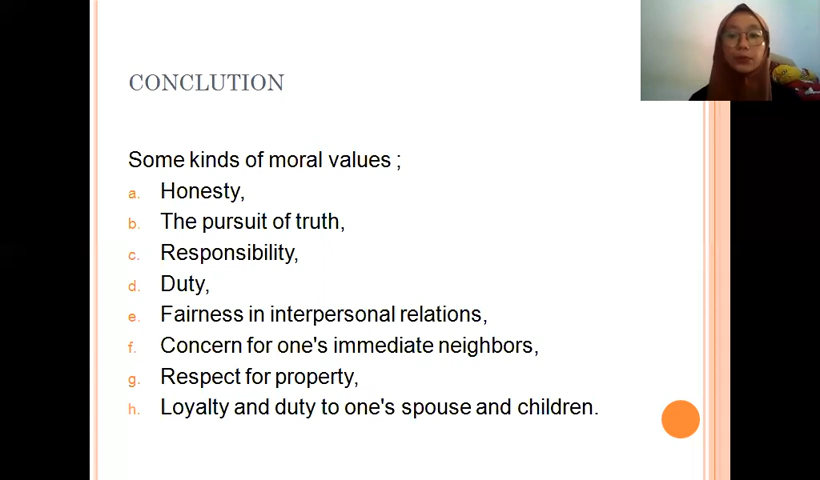 CONCLUTION
Some kinds of moral values ;
a. Honesty,
b. The pursuit of truth,
c. Responsibility,
d. Duty,
e. Fairness in interpersonal relations,
f. Concern for one's immediate neighbors,
g. Respect for property,
h. Loyalty and duty to one's spouse and children.